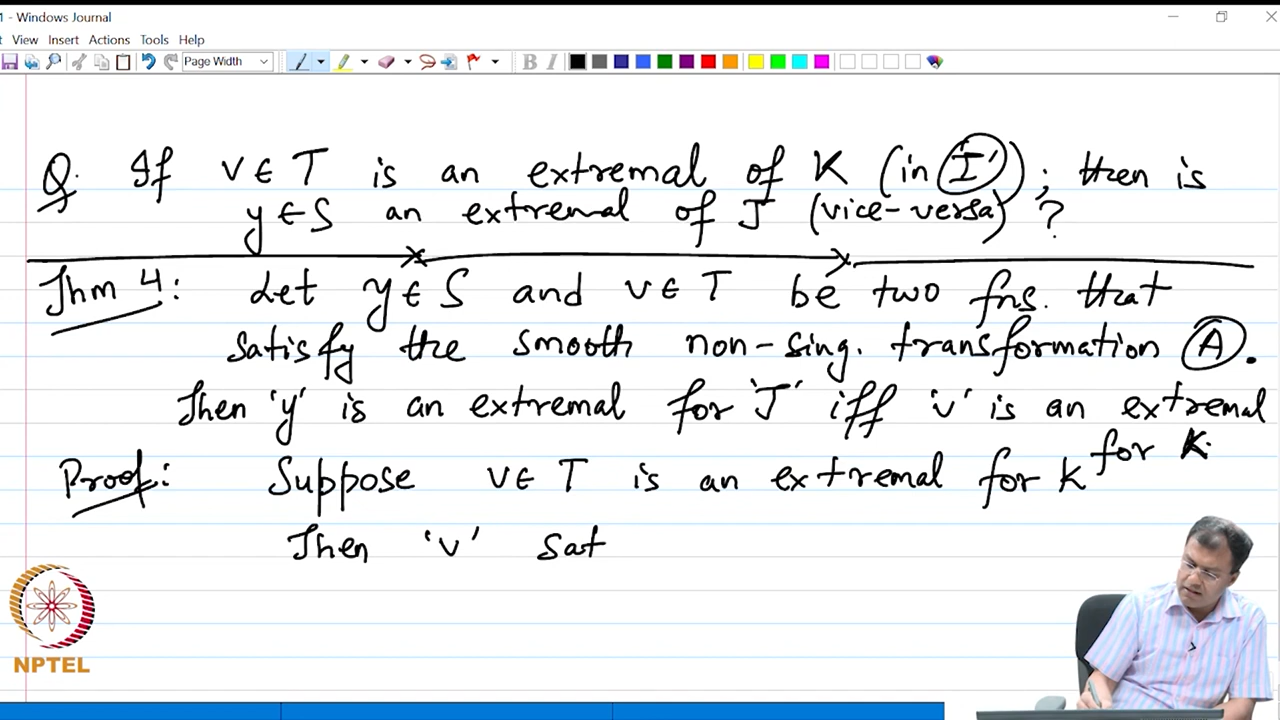 1 - Windows Journal
t View Insert Actions Tools Help
Page Width
B I
Q. If v ∈ T is an extremal of K (in I'); then is
y ∈ S an extremal of J (vice-versa)?
Thm 4: Let y ∈ S and v ∈ T be two fns. that
satisfy the smooth non-sing. transformation A.
Then 'y' is an extremal for 'J' iff 'v' is an extremal
for K.
Proof: Suppose v ∈ T is an extremal for K
Then 'v' sat
NPTEL